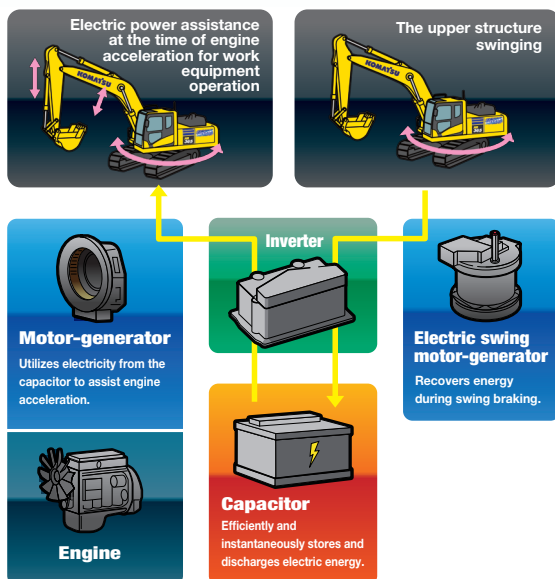 Electric power assistance
at the time of engine
acceleration for work
equipment
operation
KOMATSU
The upper structure
swinging
KOMATSU
Inverter
Motor-generator
Utilizes electricity from the
capacitor to assist engine
acceleration.
Electric swing
motor-generator
Recovers energy
during swing braking.
Capacitor
Efficiently and
instantaneously stores and
discharges electric energy.
Engine